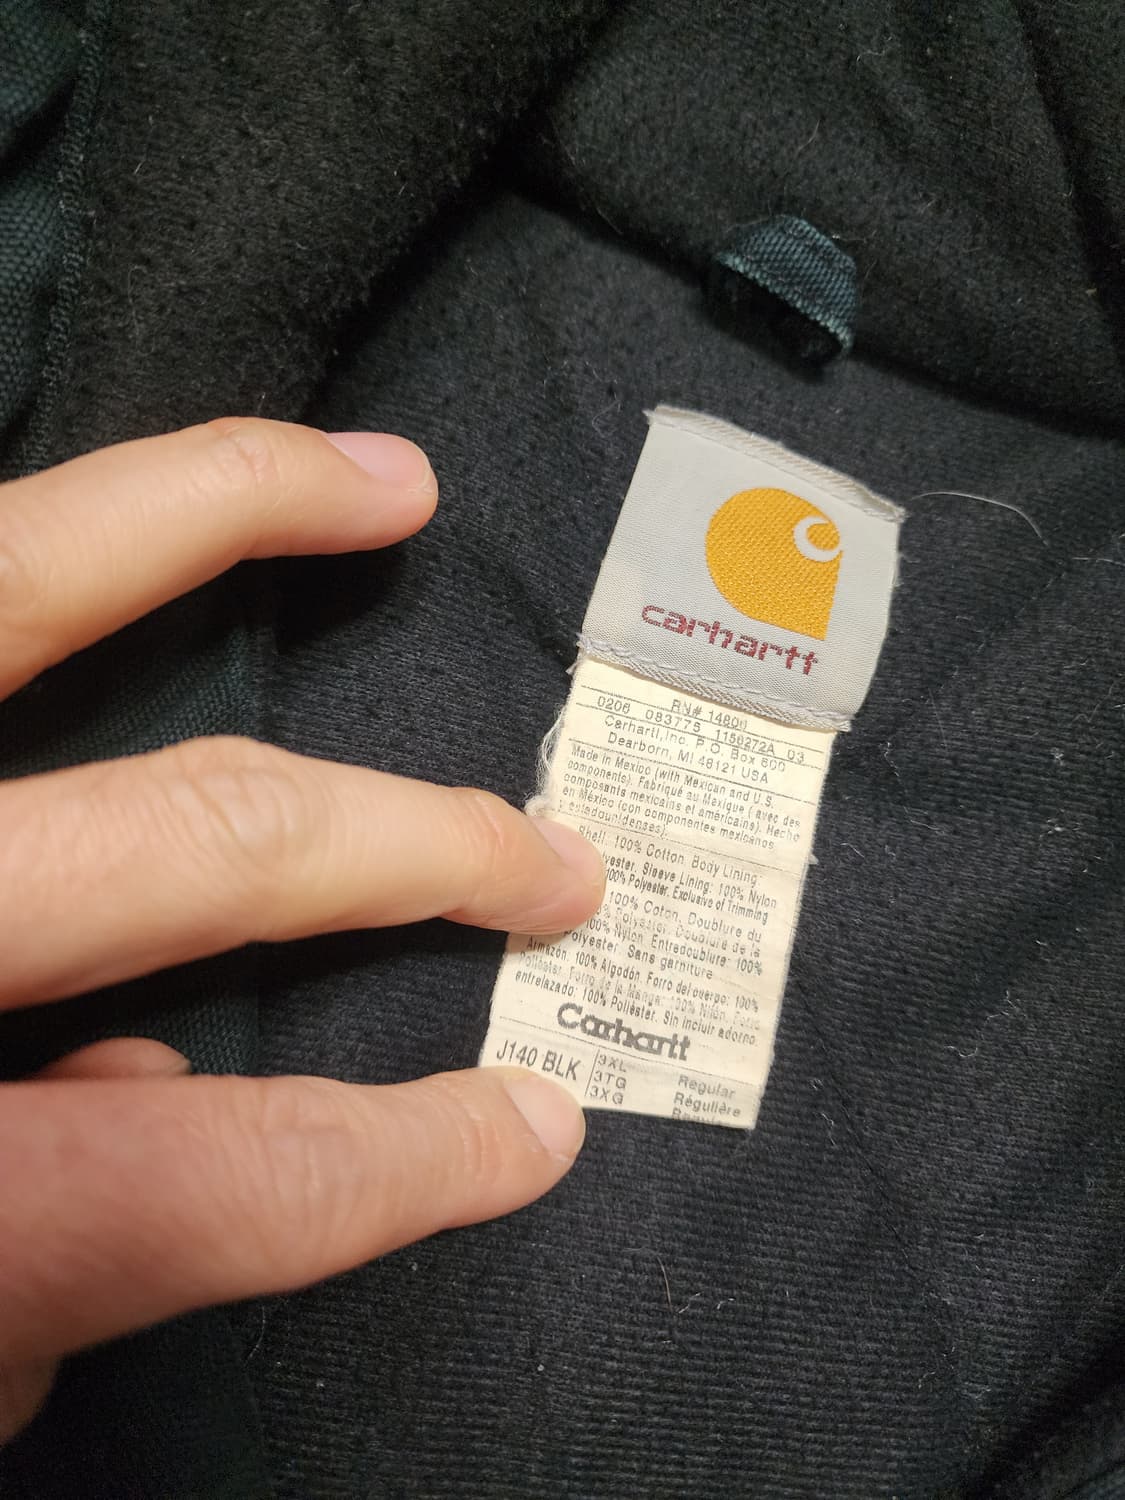 carhartt
RN# 14806
0206 083775 1158272A 03
Carhartt, Inc. P.O. Box 600
Dearborn, MI 48121 USA
Made in Mexico (with Mexican and U.S.
components). Fabriqué au Mexique (avec des
composants mexicains et américains). Hecho
en México (con componentes mexicanos
estadounidenses).
Shell: 100% Cotton. Body Lining:
Sleeve Lining: 100% Nylon
100% Polyester. Exclusive of Trimming
100% Coton. Doublure du
Polyester. Doublure de la
100% Nylon. Entredoublure: 100%
Polyester. Sans garniture.
Armazón: 100% Algodón. Forro del cuerpo: 100%
Poliéster. Forro de la Manga: 100% Nilón. Forro
entrelazado: 100% Poliéster. Sin incluir adorno.
Carhartt
J140 BLK
3XL Regular
3TG Régulière
3XG